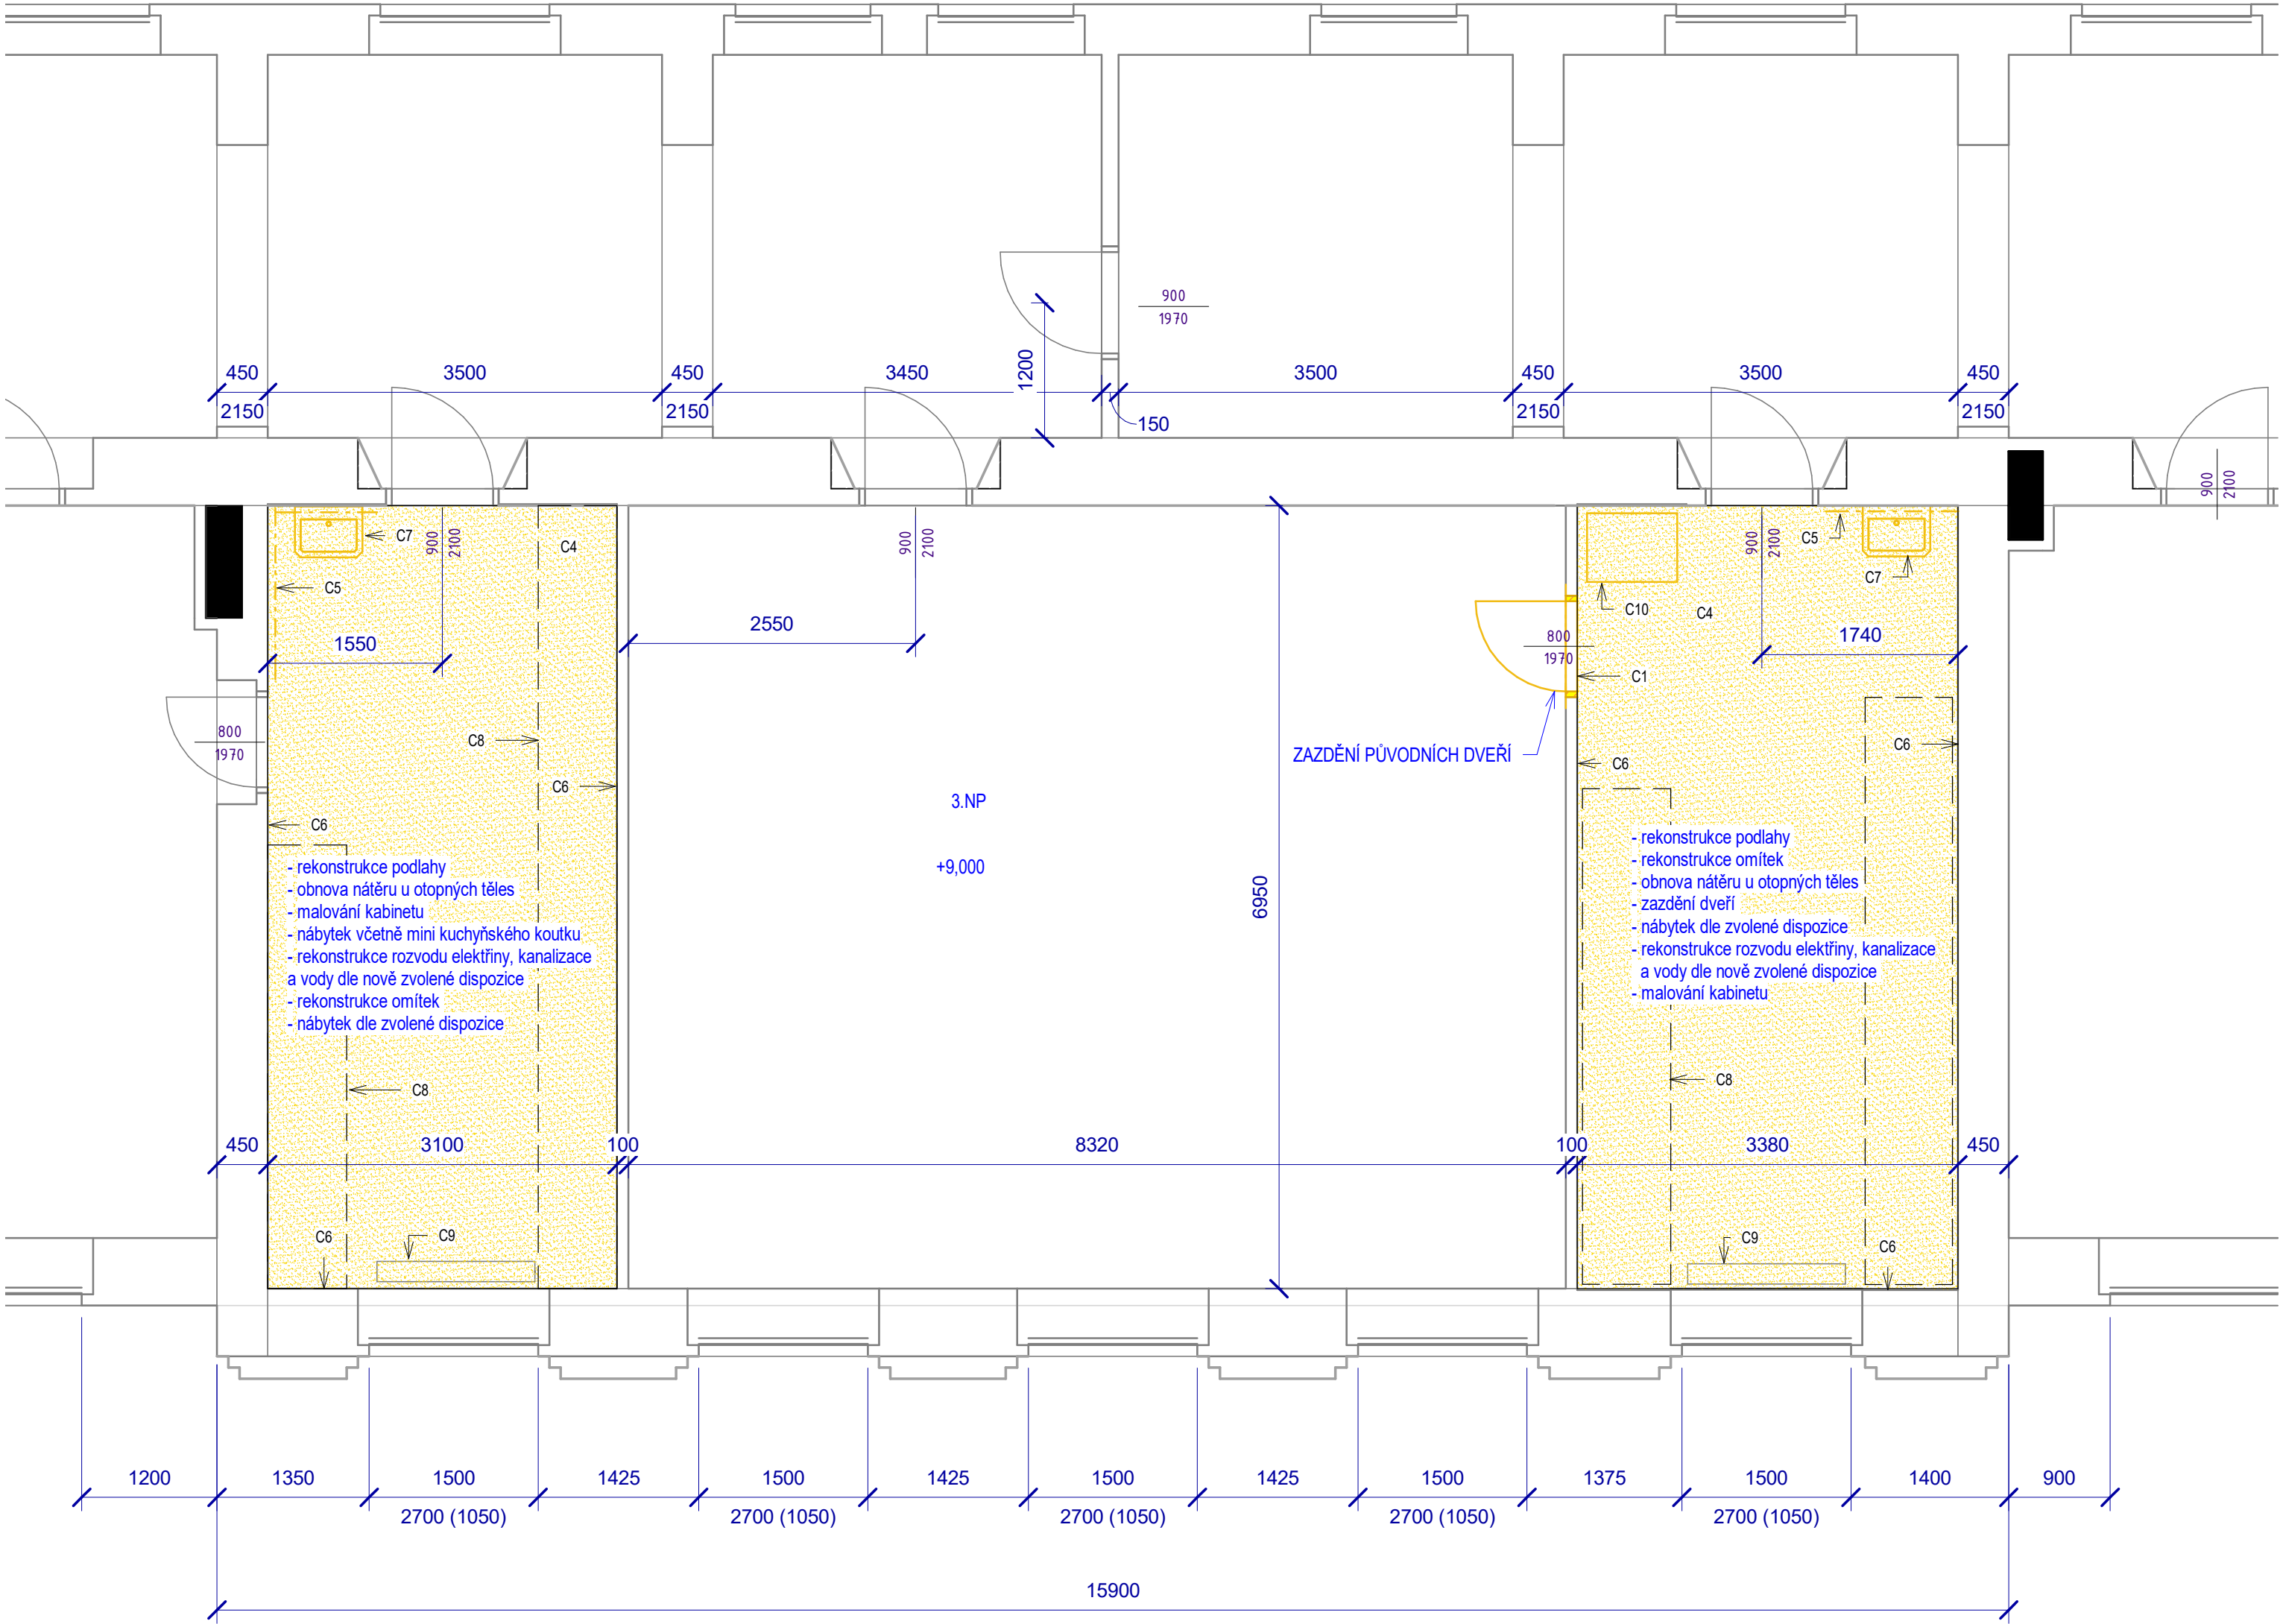 900
1970
1200
450
3500
450
3450
3500
450
3500
450
2150
2150
150
2150
2150
900
2100
C7
900
2100
C4
900
2100
C5
900
2100
C5
C7
C10
C4
1550
2550
800
1970
1740
C1
800
1970
C8
C6
ZAZDĚNÍ PŮVODNÍCH DVEŘÍ
C6
C6
C6
3.NP
+9,000
6950
- rekonstrukce podlahy
- obnova nátěru u otopných těles
- malování kabinetu
- nábytek včetně mini kuchyňského koutku
- rekonstrukce rozvodu elektřiny, kanalizace
a vody dle nově zvolené dispozice
- rekonstrukce omítek
- nábytek dle zvolené dispozice
- rekonstrukce podlahy
- rekonstrukce omítek
- obnova nátěru u otopných těles
- zazdění dveří
- nábytek dle zvolené dispozice
- rekonstrukce rozvodu elektřiny, kanalizace
a vody dle nově zvolené dispozice
- malování kabinetu
C8
C8
450
3100
100
8320
100
3380
450
C6
C9
C9
C6
1200
1350
1500
1425
1500
1425
1500
1425
1500
1375
1500
1400
900
2700 (1050)
2700 (1050)
2700 (1050)
2700 (1050)
2700 (1050)
15900